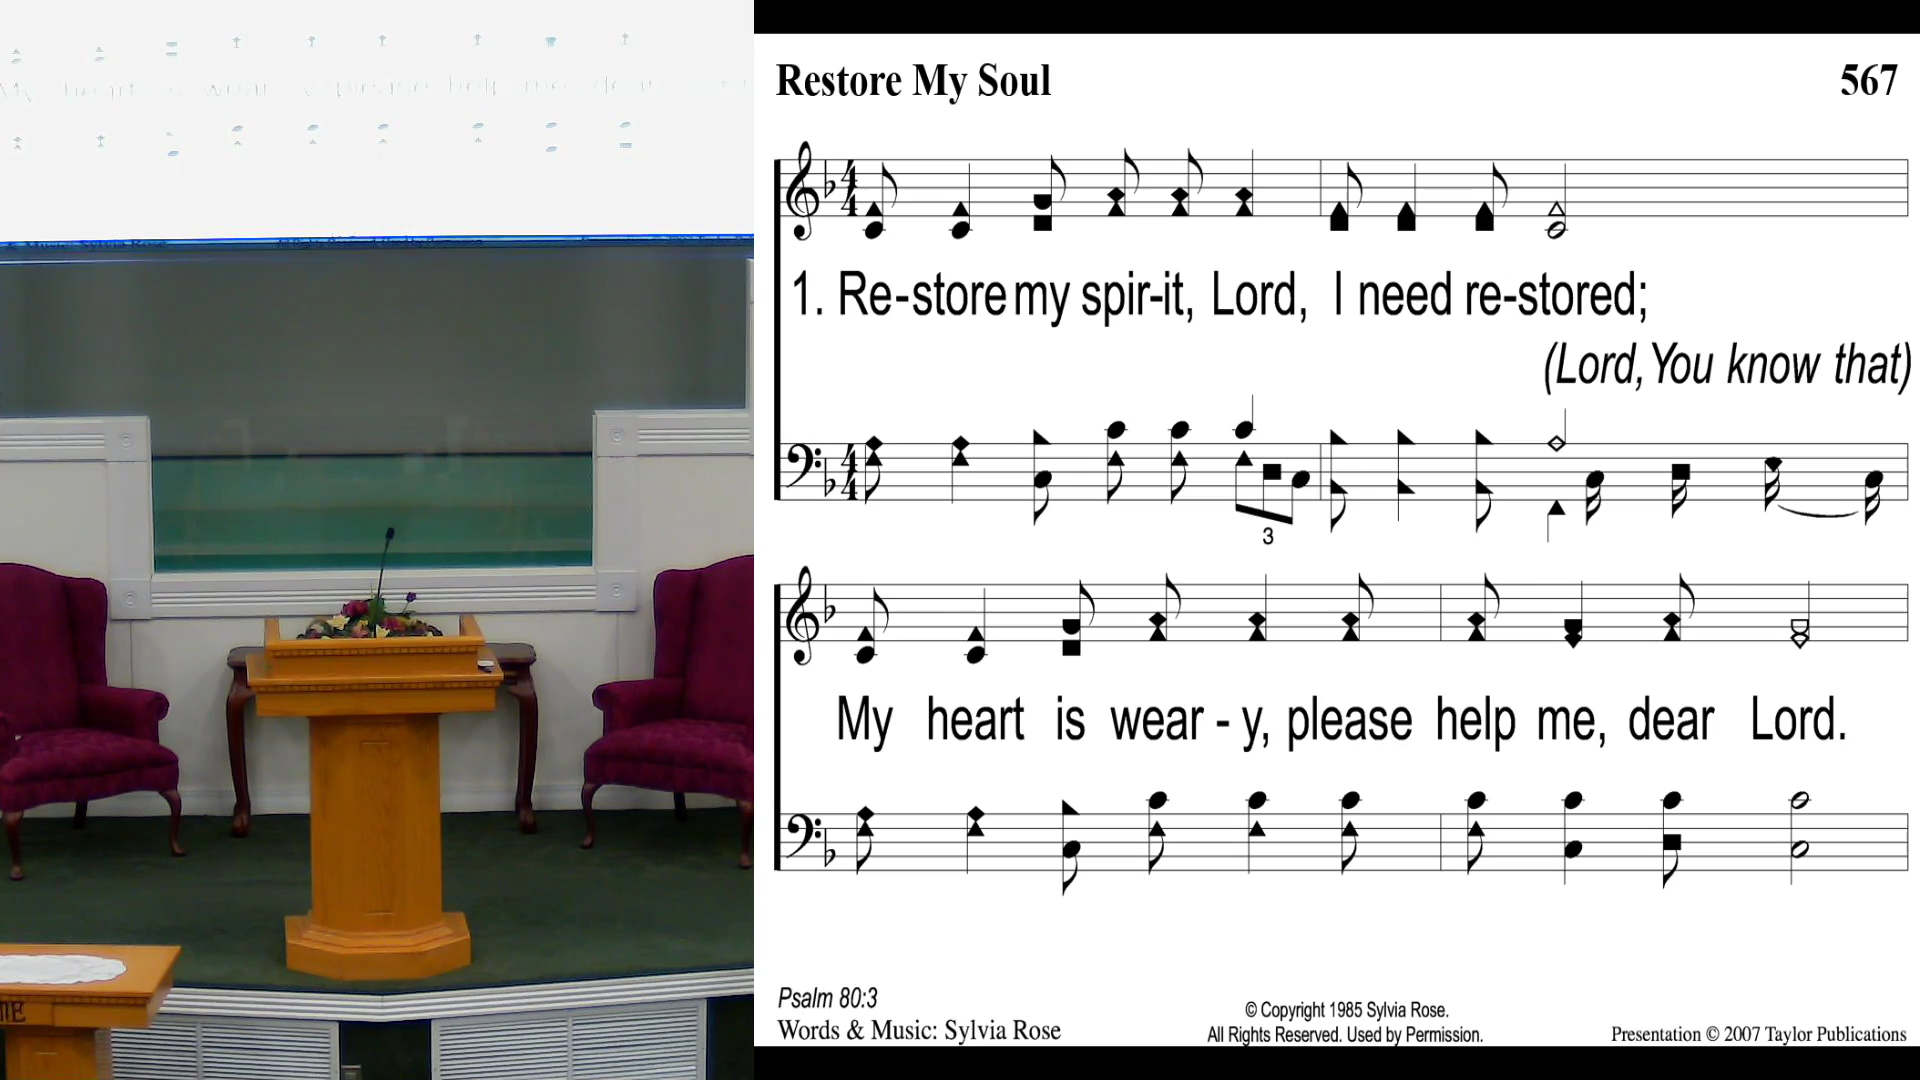 Restore My Soul
567
1. Re-store my spir-it, Lord, I need re-stored;
(Lord, You know that)
3
My heart is wear - y, please help me, dear Lord.
Psalm 80:3
Words & Music: Sylvia Rose
© Copyright 1985 Sylvia Rose.
All Rights Reserved. Used by Permission.
Presentation © 2007 Taylor Publications